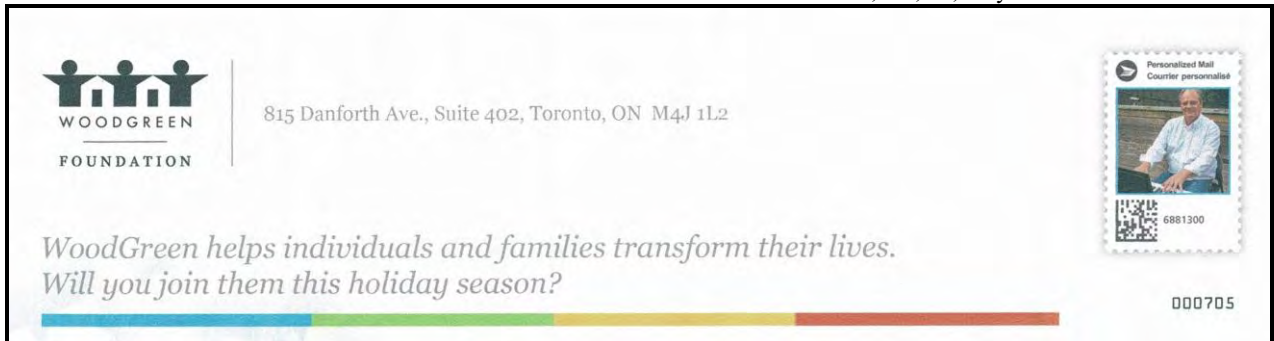 WOODGREEN
FOUNDATION
815 Danforth Ave., Suite 402, Toronto, ON M4J 1L2
Personalized Mail
Courrier personnalisé
6881300
WoodGreen helps individuals and families transform their lives.
Will you join them this holiday season?
000705